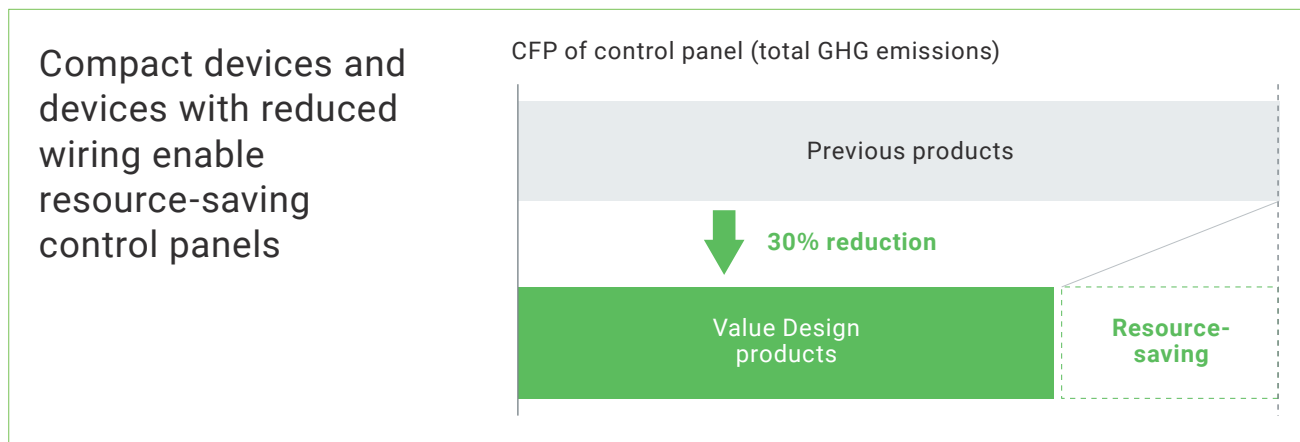 Compact devices and
devices with reduced
wiring enable
resource-saving
control panels
CFP of control panel (total GHG emissions)
Previous products
30% reduction
Value Design
products
Resource-
saving